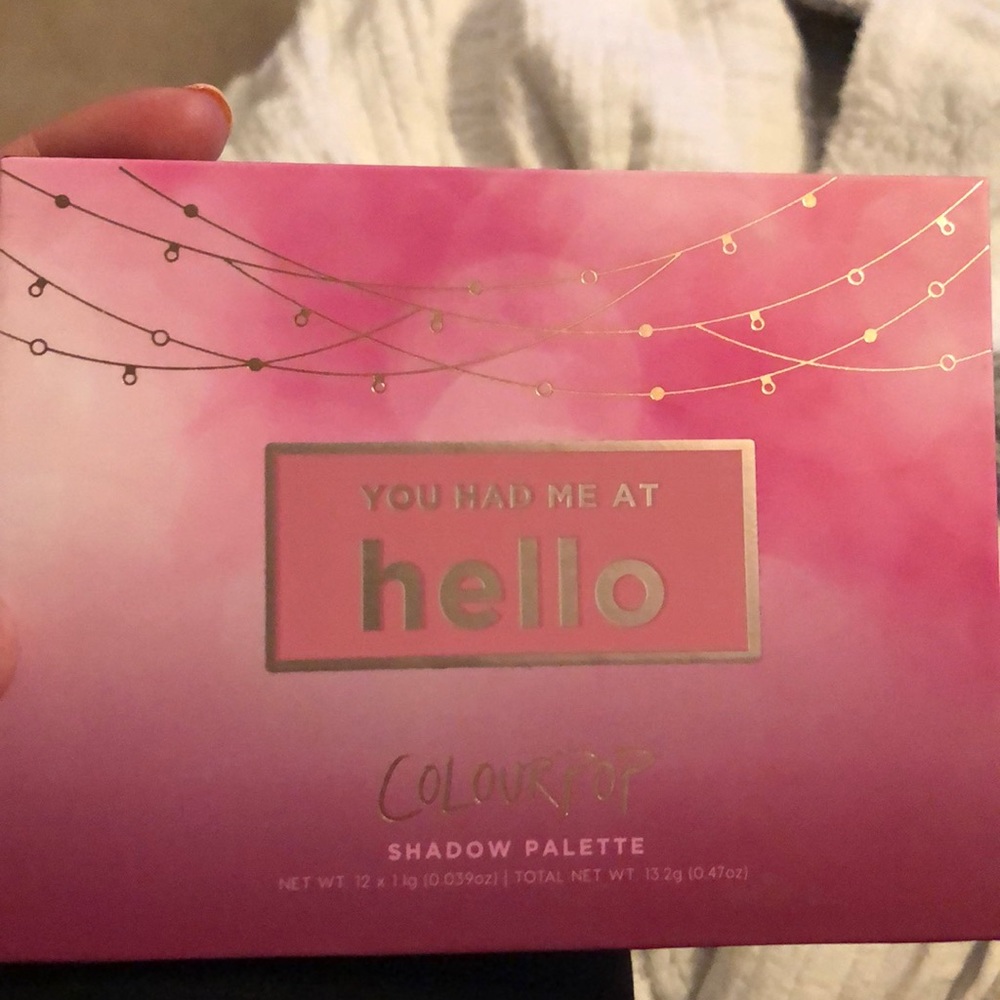 YOU HAD ME AT
hello
COLOURPOP
SHADOW PALETTE
NET WT. 12 x 1.1g (0.039oz) | TOTAL NET WT. 13.2g (0.47oz)